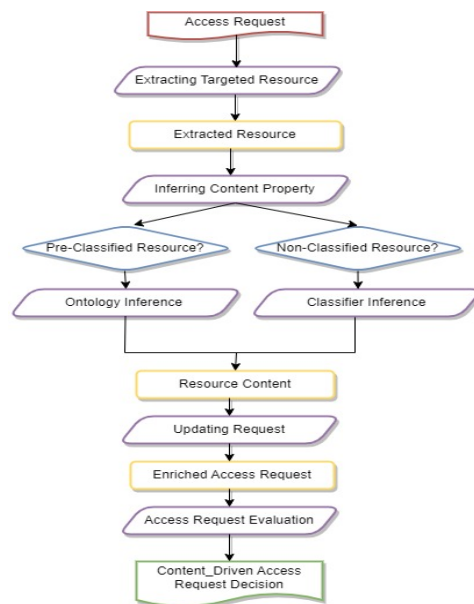 Access Request
Extracting Targeted Resource
Extracted Resource
Inferring Content Property
Pre-Classified Resource?
Non-Classified Resource?
Ontology Inference
Classifier Inference
Resource Content
Updating Request
Enriched Access Request
Access Request Evaluation
Content_Driven Access
Request Decision